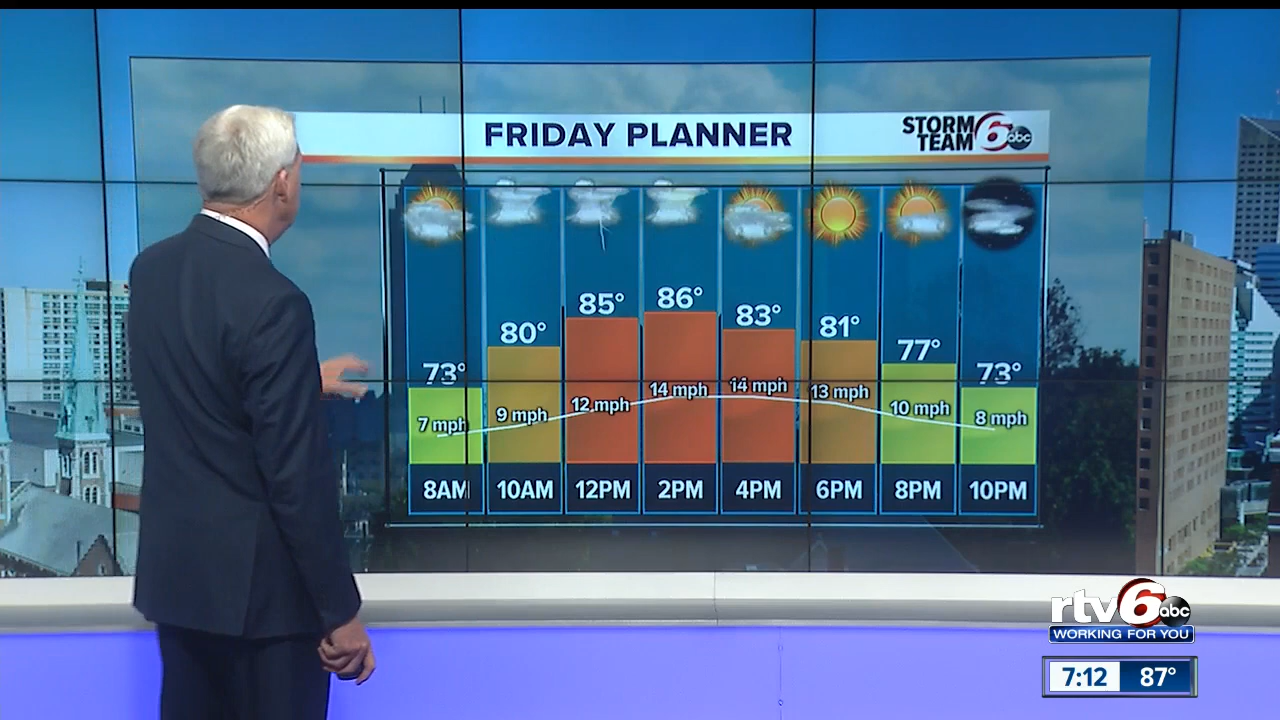 FRIDAY PLANNER
STORM
TEAM 6 abc
73° 80° 85° 86° 83° 81° 77° 73°
7 mph 9 mph 12 mph 14 mph 14 mph 13 mph 10 mph 8 mph
8AM 10AM 12PM 2PM 4PM 6PM 8PM 10PM
rtv6 abc
WORKING FOR YOU
7:12 87°